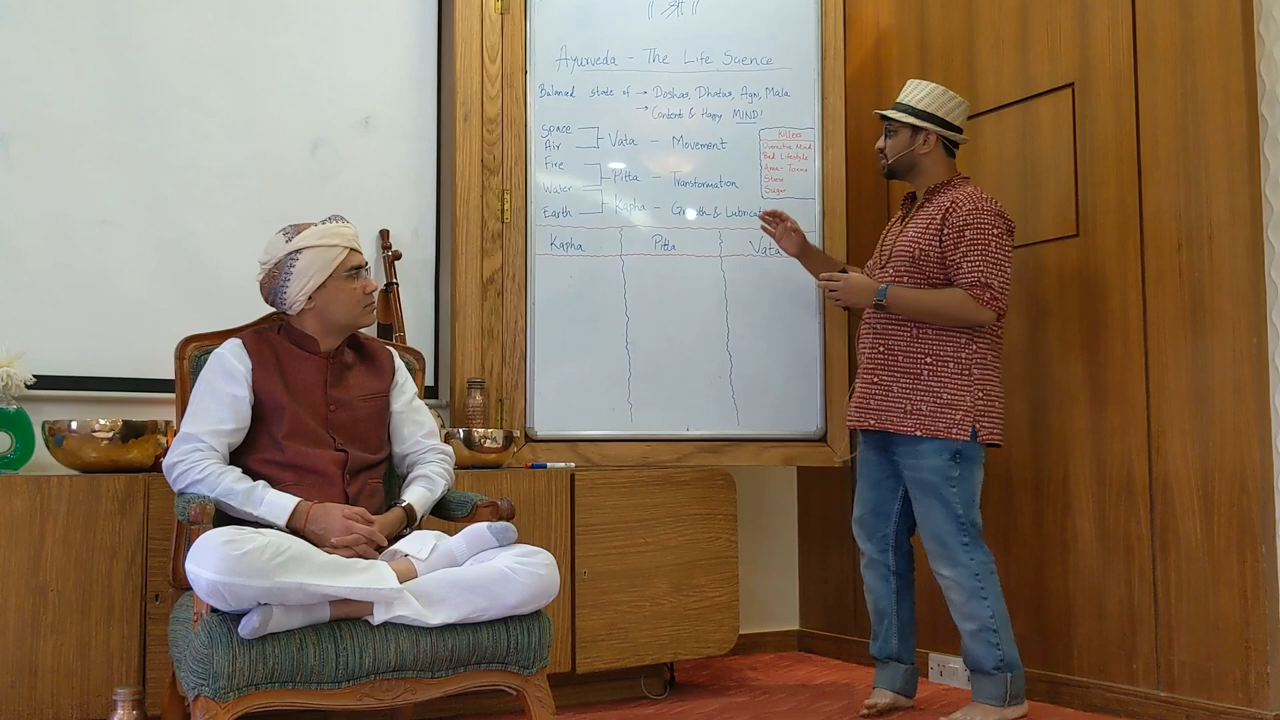 || श्री ||
Ayurveda - The Life Science
Balanced state of → Doshas, Dhatus, Agni, Mala
→ Content & Happy MIND!
Space
Air
Vata - Movement
Fire
Water
Pitta - Transformation
Earth
Kapha - Growth & Lubricat
Killers
Overactive Mind
Bad Lifestyle
Ama - Toxins
Stress
Sugar
Kapha Pitta Vata